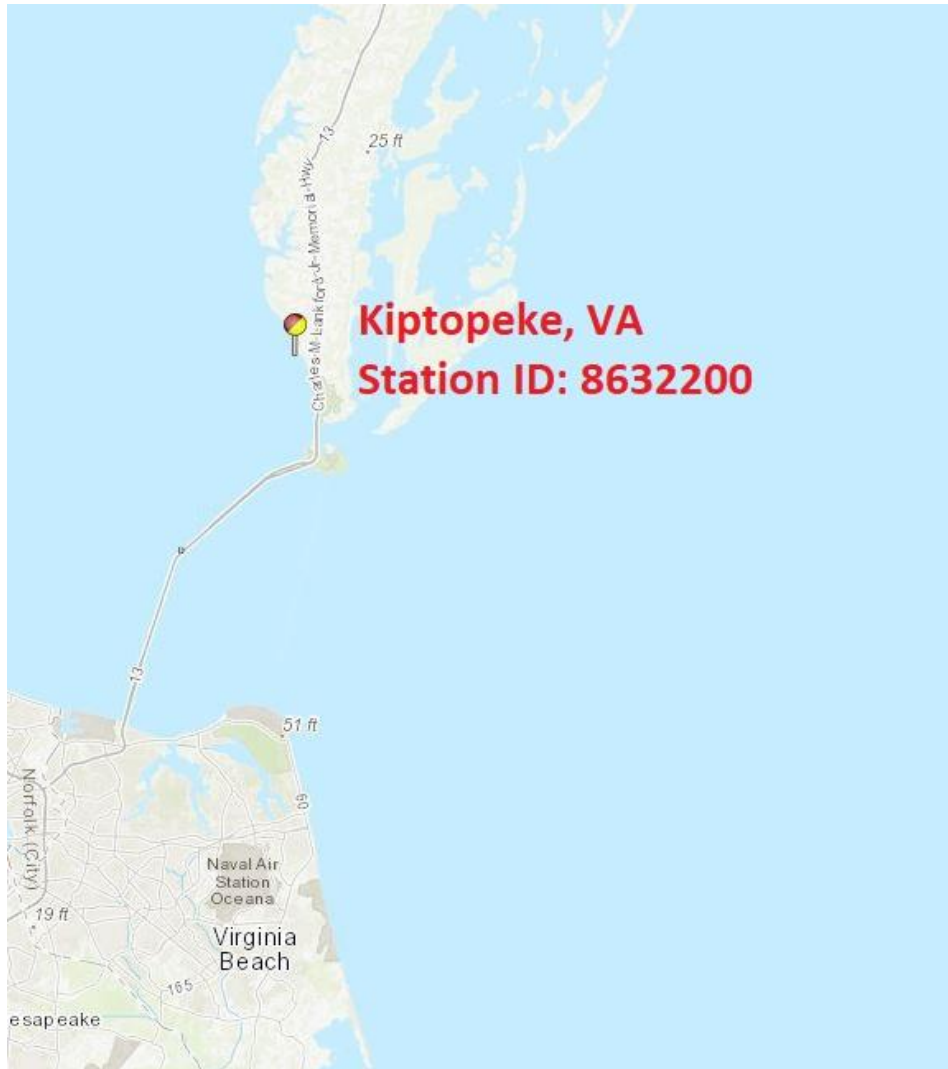 13
25 ft
Charles-M-Lankford-Jr-Memorial-Hwy
Kiptopeke, VA
Station ID: 8632200
13
51 ft
60
Norfolk (City)
Naval Air
Station
Oceana
19 ft
Virginia
Beach
165
esapeake